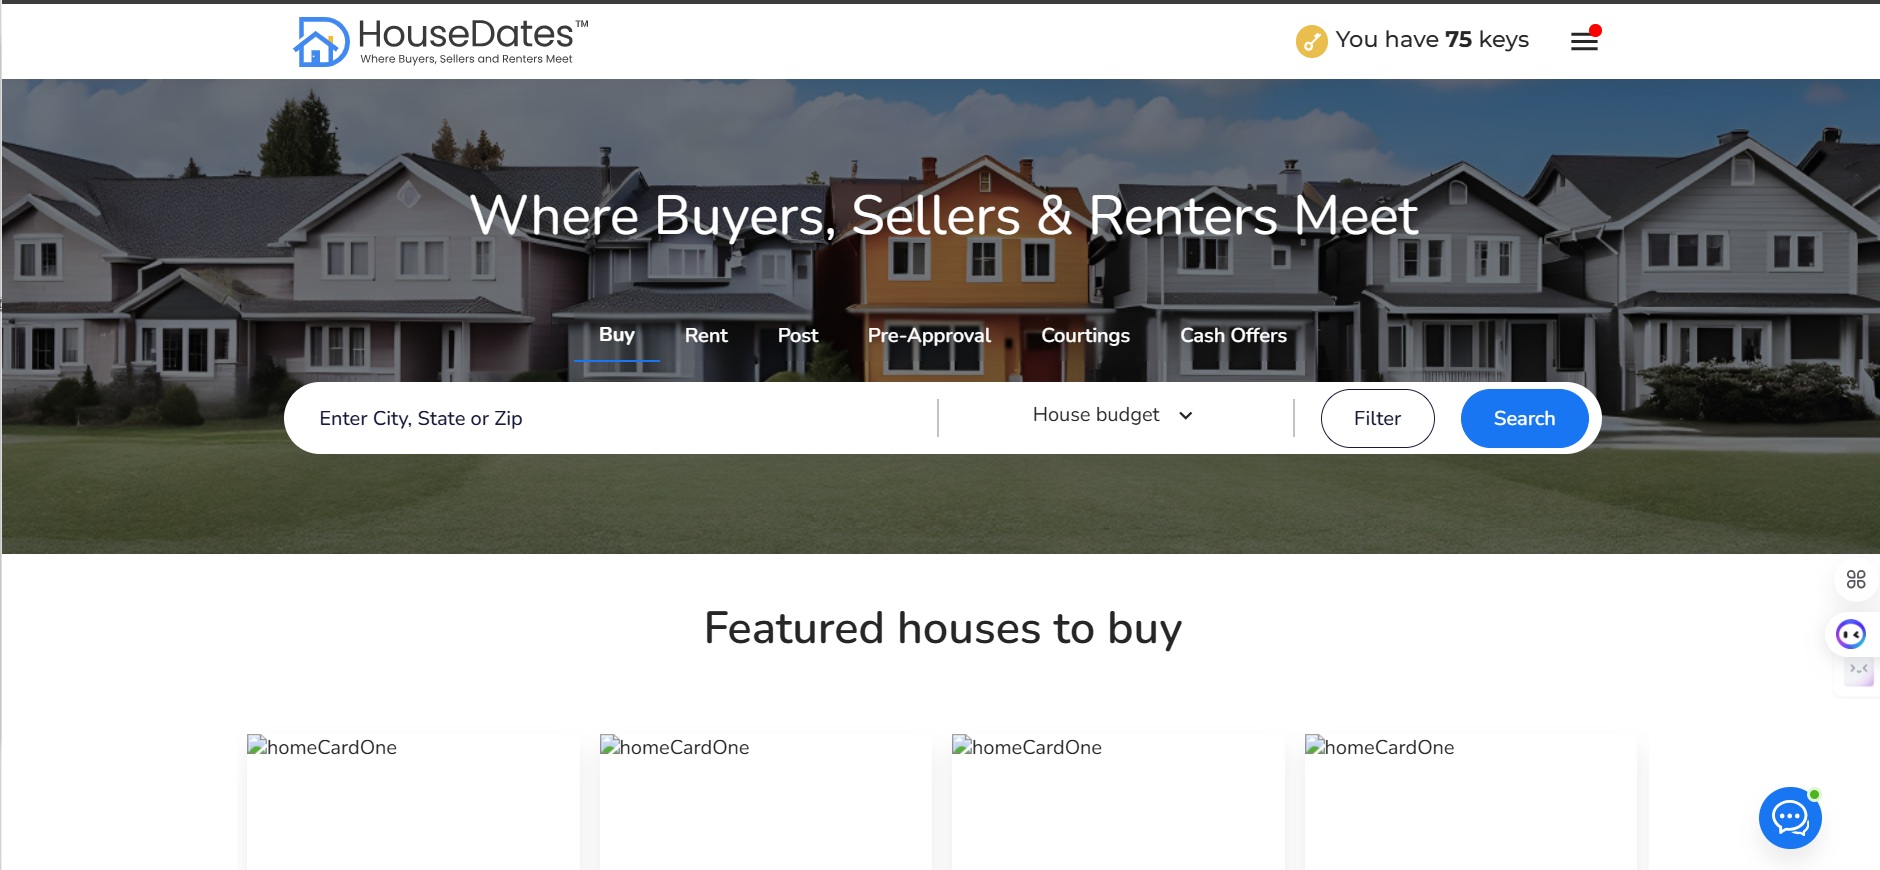 HouseDates™
Where Buyers, Sellers and Renters Meet
You have 75 keys
Where Buyers, Sellers & Renters Meet
Buy Rent Post Pre-Approval Courtings Cash Offers
Enter City, State or Zip House budget Filter Search
Featured houses to buy
homeCardOne homeCardOne homeCardOne homeCardOne